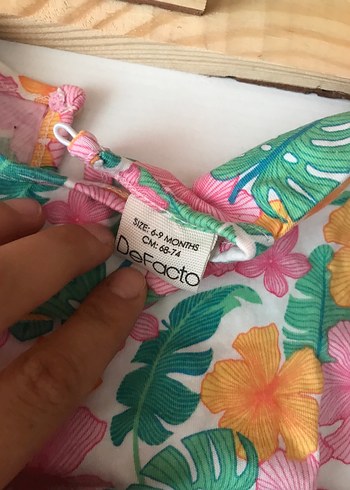 SIZE: 6-9 MONTHS
CM: 68-74
DeFacto